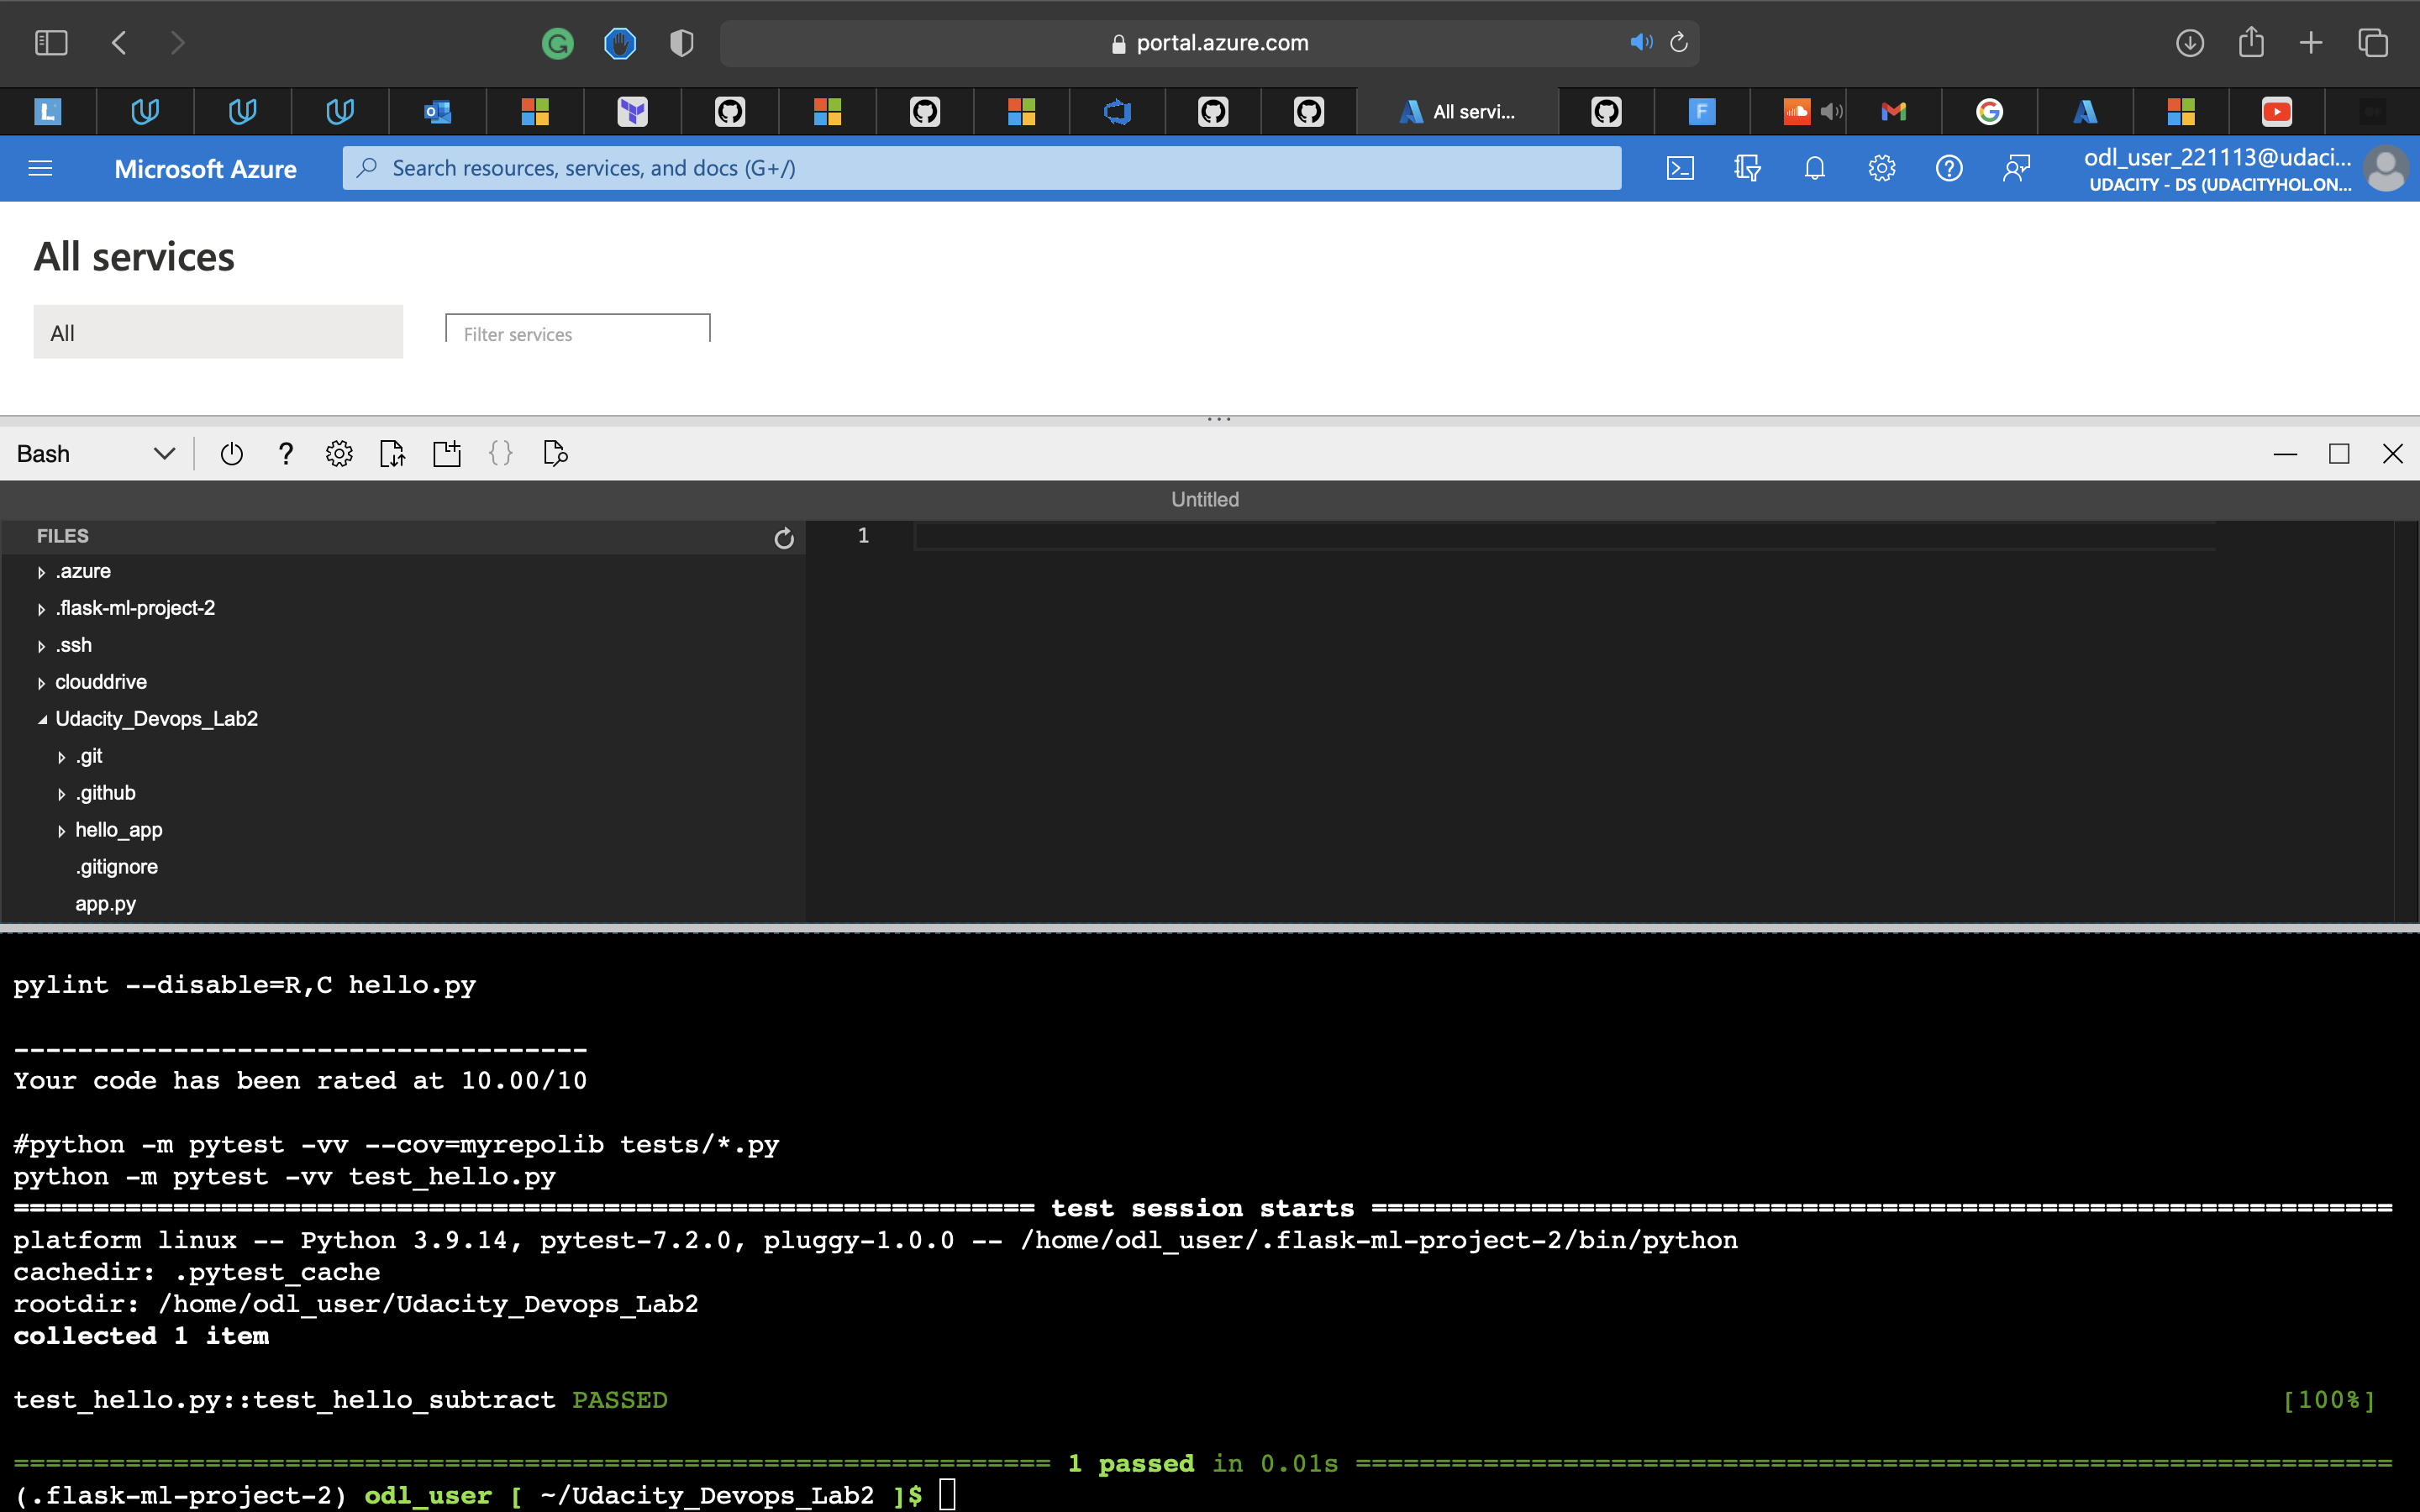 portal.azure.com
All servi...
Microsoft Azure
Search resources, services, and docs (G+/)
odl_user_221113@udaci...
UDACITY - DS (UDACITYHOL.ON...
All services
All
Filter services
Bash
Untitled
FILES
1
.azure
.flask-ml-project-2
.ssh
clouddrive
Udacity_Devops_Lab2
.git
.github
hello_app
.gitignore
app.py
pylint --disable=R,C hello.py
------------------------------------
Your code has been rated at 10.00/10
#python -m pytest -vv --cov=myrepolib tests/*.py
python -m pytest -vv test_hello.py
================================================================ test session starts ================================================================
platform linux -- Python 3.9.14, pytest-7.2.0, pluggy-1.0.0 -- /home/odl_user/.flask-ml-project-2/bin/python
cachedir: .pytest_cache
rootdir: /home/odl_user/Udacity_Devops_Lab2
collected 1 item
test_hello.py::test_hello_subtract PASSED [100%]
================================================================= 1 passed in 0.01s =================================================================
(.flask-ml-project-2) odl_user [ ~/Udacity_Devops_Lab2 ]$